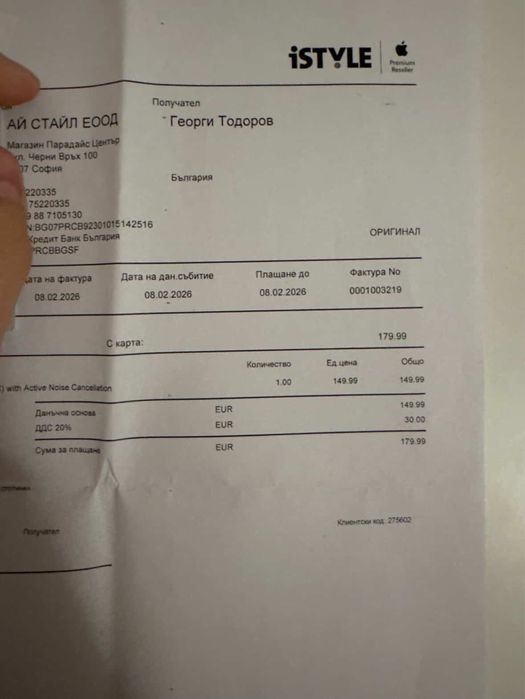 iSTYLE
Premium
Reseller
Получател
АЙ СТАЙЛ ЕООД
Георги Тодоров
Магазин Парадайс Център
ул. Черни Връх 100
07 София
България
220335
75220335
9 88 7105130
N:BG07PRCB92301015142516
Кредит Банк България
PRCBBGSF
ОРИГИНАЛ
Дата на фактура Дата на дан.събитие Плащане до Фактура No
08.02.2026 08.02.2026 08.02.2026 0001003219
С карта: 179.99
Количество Ед цена Общо
) with Active Noise Cancellation 1.00 149.99 149.99
Данъчна основа EUR 149.99
ДДС 20% EUR 30.00
Сума за плащане EUR 179.99
Клиентски код: 275602
Получател